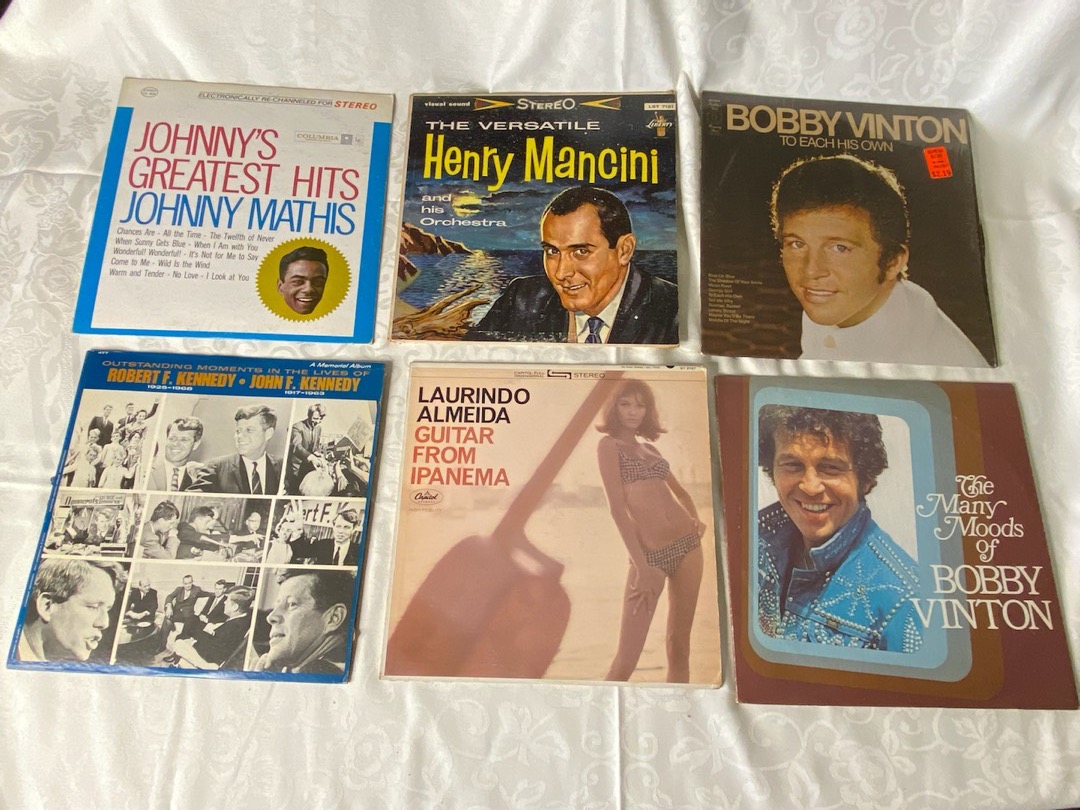 ELECTRONICALLY RE-CHANNELED FOR STEREO
COLUMBIA
JOHNNY'S
GREATEST HITS
JOHNNY MATHIS
Chances Are - All the Time - The Twelfth of Never
When Sunny Gets Blue - When I Am with You
Wonderful! Wonderful! - It's Not for Me to Say
Come to Me - Wild Is the Wind
Warm and Tender - No Love - I Look at You
visual sound STEREO LST 7121
LIBERTY
THE VERSATILE
Henry Mancini
and
his
Orchestra
BOBBY VINTON
TO EACH HIS OWN
$2.19
A Memorial Album
OUTSTANDING MOMENTS IN THE LIVES OF
ROBERT F. KENNEDY • JOHN F. KENNEDY
1925-1968 1917-1963
STEREO
LAURINDO
ALMEIDA
GUITAR
FROM
IPANEMA
Capitol
The
Many
Moods
of
BOBBY
VINTON